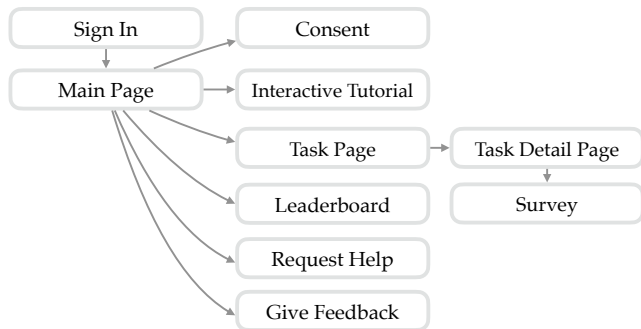 Sign In
Consent
Main Page
Interactive Tutorial
Task Page
Task Detail Page
Leaderboard
Survey
Request Help
Give Feedback